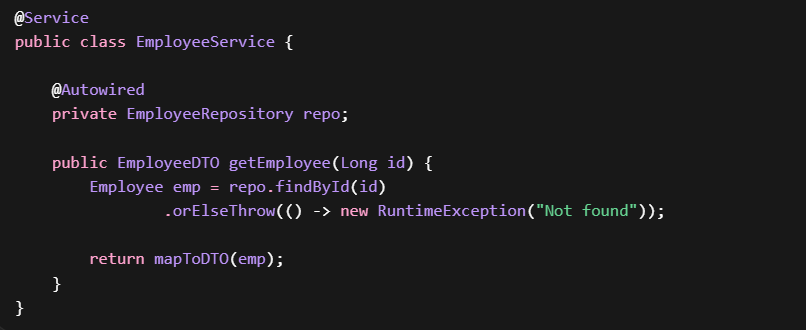 @Service
public class EmployeeService {
@Autowired
private EmployeeRepository repo;
public EmployeeDTO getEmployee(Long id) {
Employee emp = repo.findById(id)
.orElseThrow(() -> new RuntimeException("Not found"));
return mapToDTO(emp);
}
}